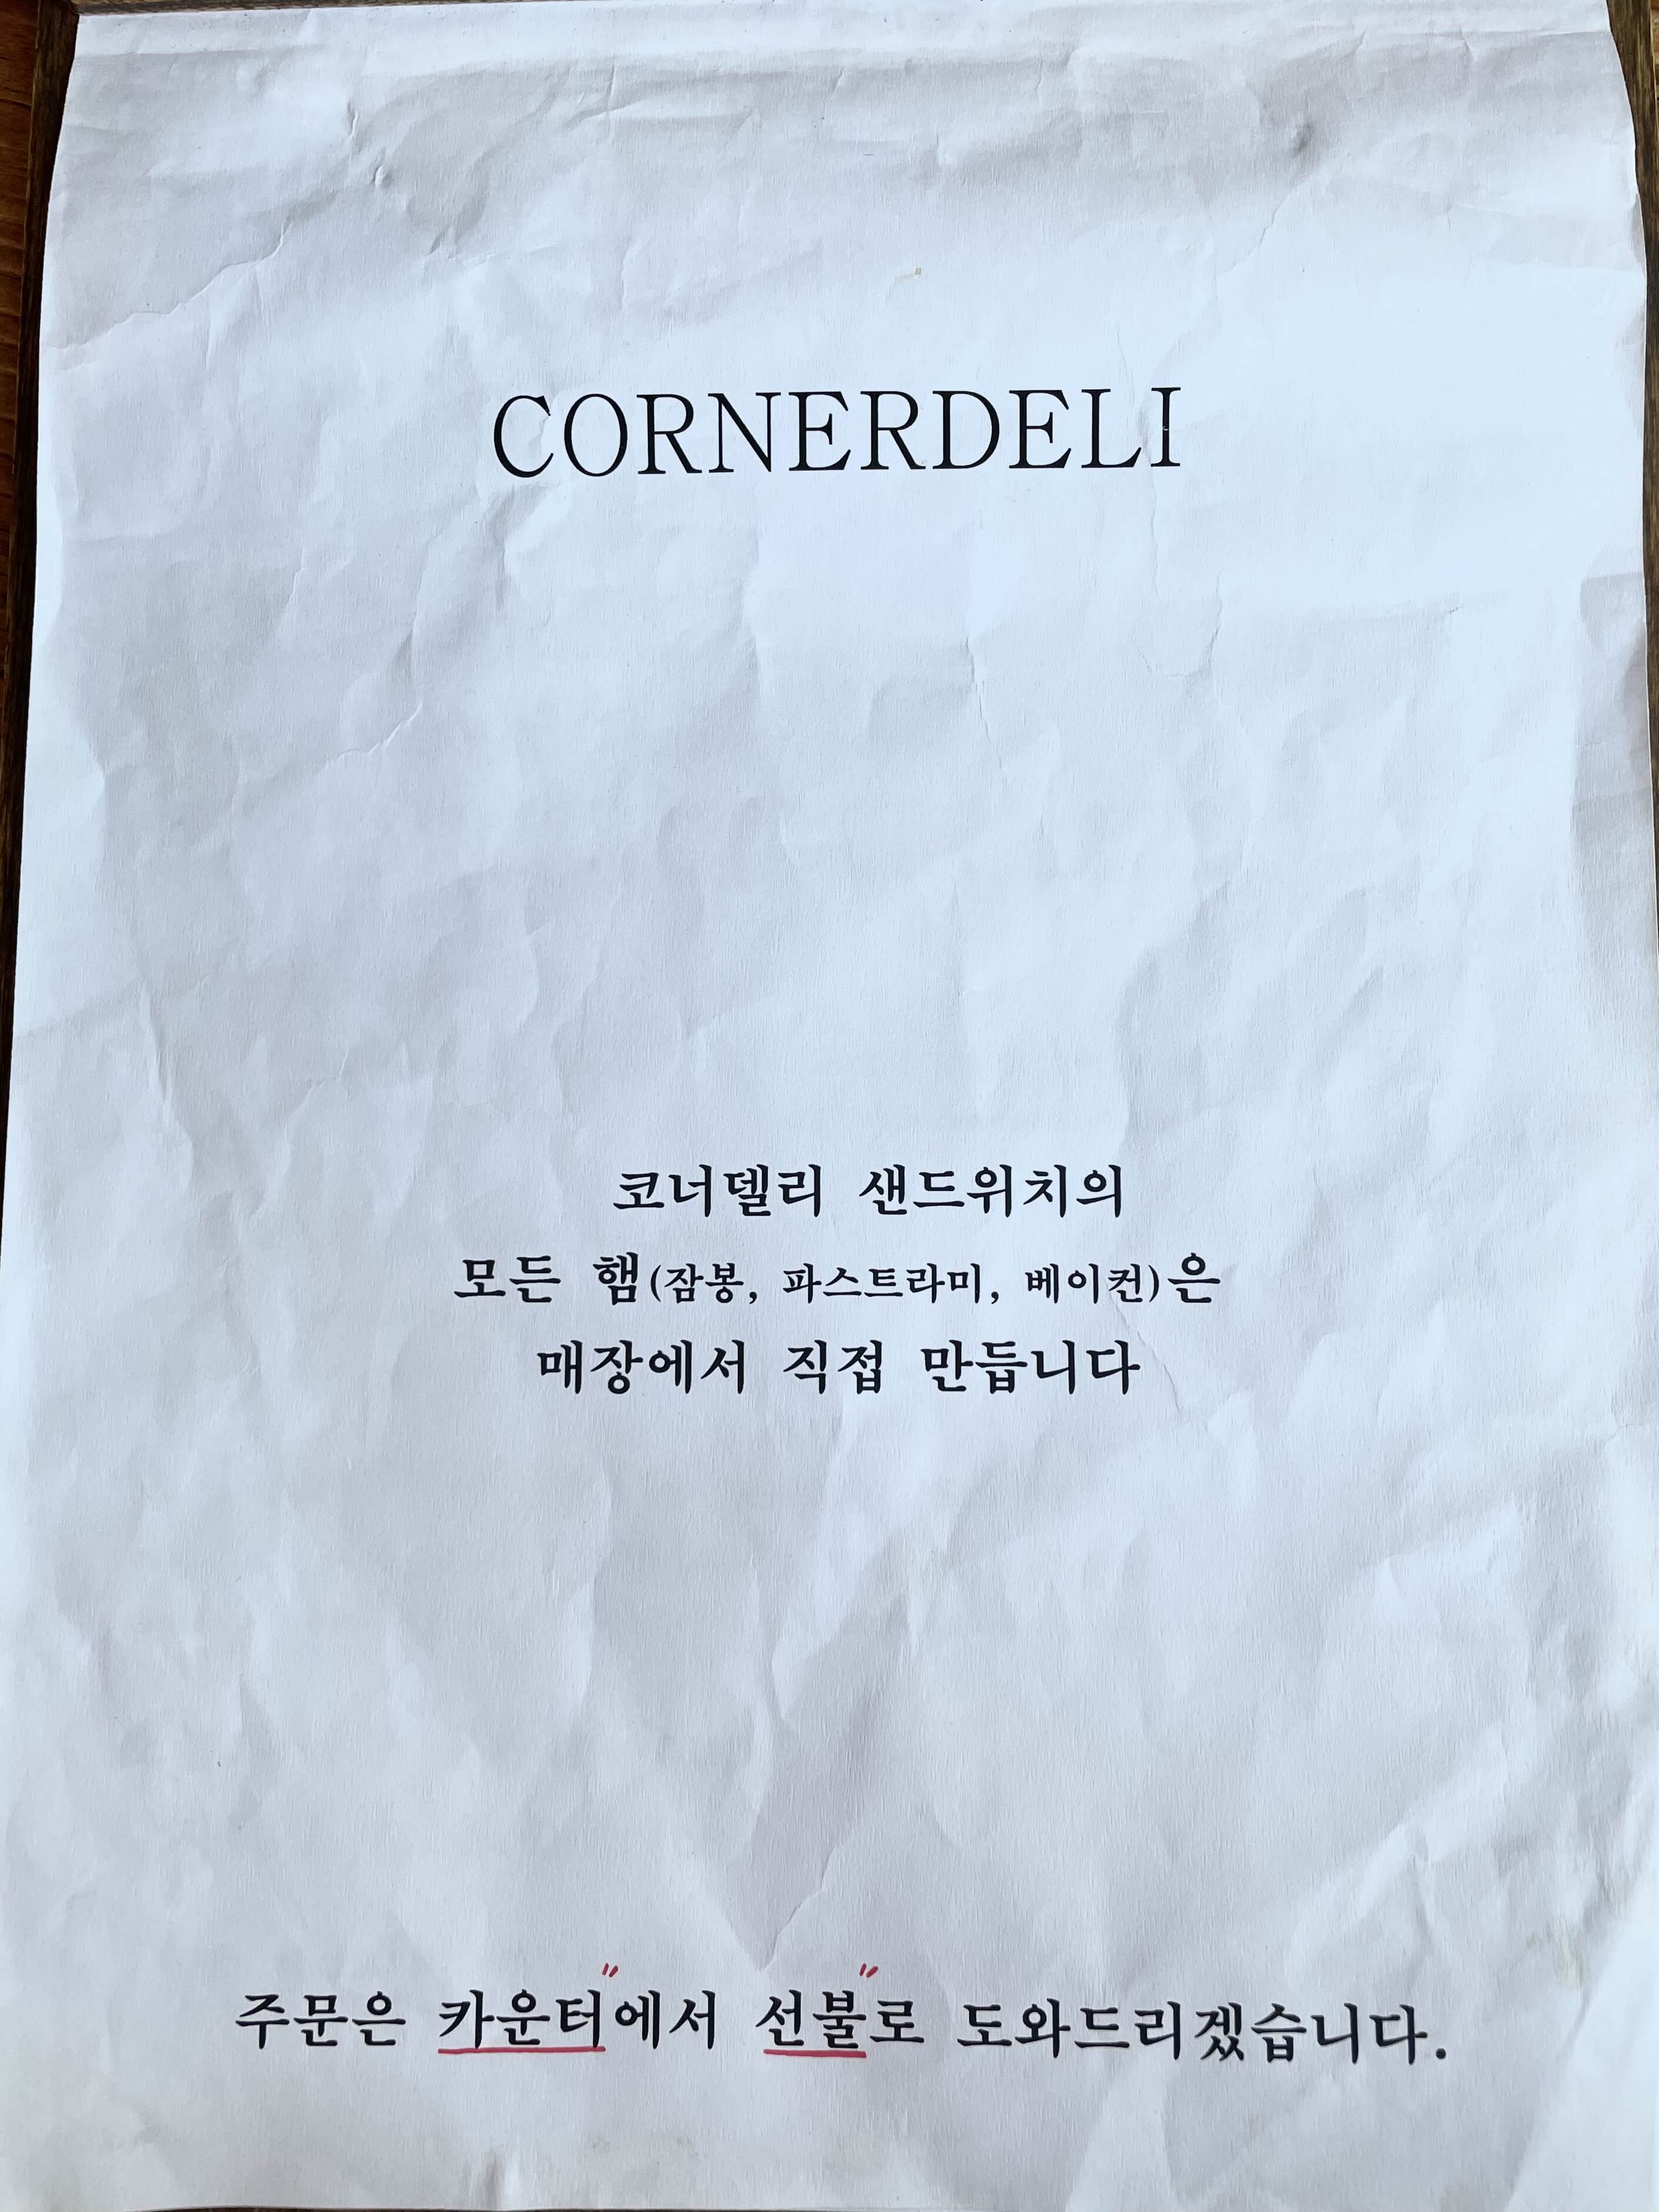 CORNERDELI
코너델리 샌드위치의
모든 햄(잠봉, 파스트라미, 베이컨)은
매장에서 직접 만듭니다
주문은 카운터"에서 선불"로 도와드리겠습니다.